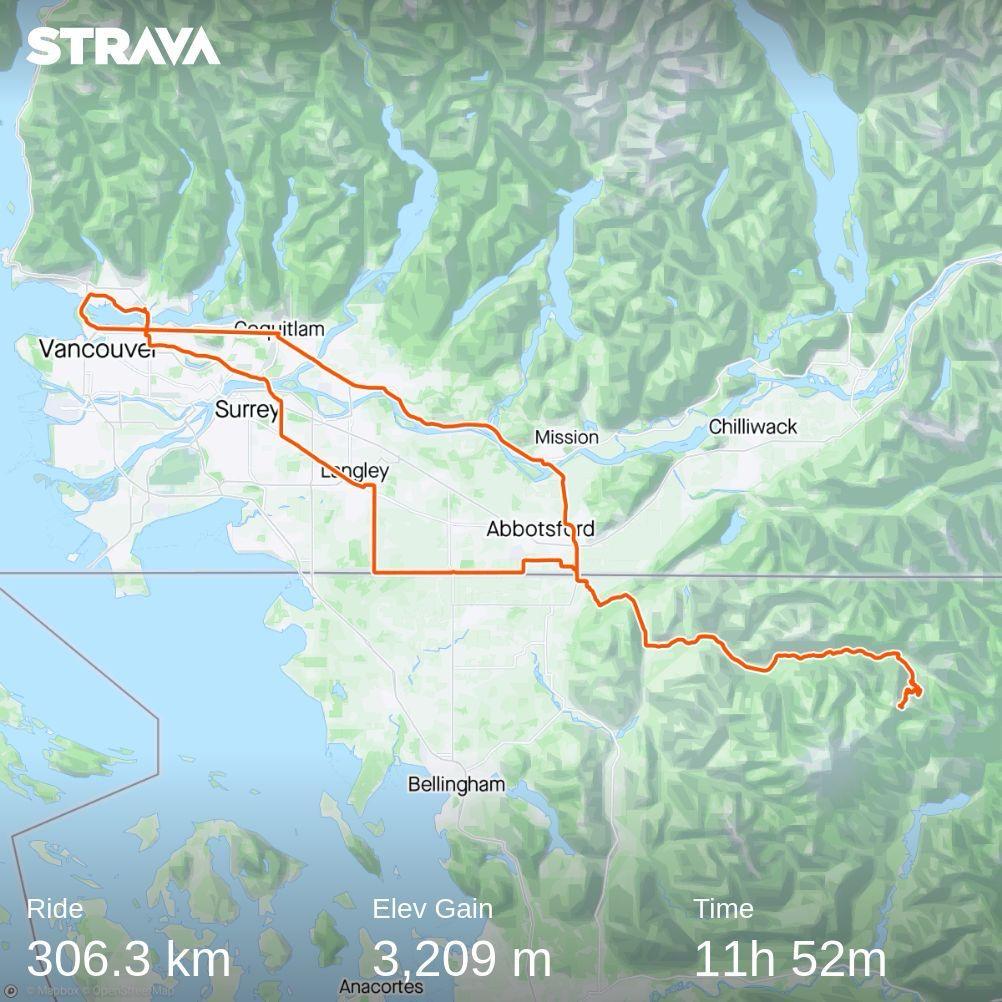 STRAVA
Coquitlam
Vancouver
Surrey
Mission
Chilliwack
Langley
Abbotsford
Bellingham
Ride
Elev Gain
Time
306.3 km
3,209 m
11h 52m
Anacortes
© Mapbox © OpenStreetMap